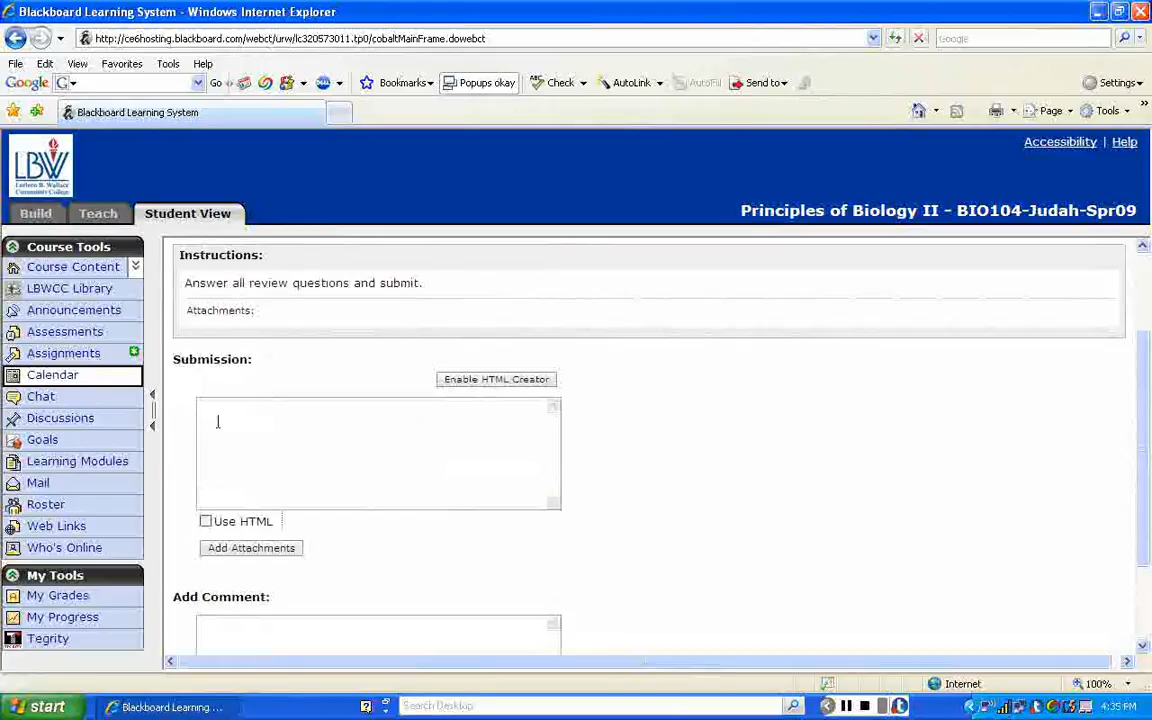 Blackboard Learning System - Windows Internet Explorer
http://ce6hosting.blackboard.com/webct/urw/lc320573011.tp0/cobaltMainFrame.dowebct
Google
File Edit View Favorites Tools Help
Google G Go Bookmarks Popups okay Check AutoLink AutoFill Send to Settings
Blackboard Learning System
Page Tools
Accessibility | Help
LBW
Lurleen B. Wallace
Community College
Build Teach Student View
Principles of Biology II - BIO104-Judah-Spr09
Course Tools
Course Content
LBWCC Library
Announcements
Assessments
Assignments
Calendar
Chat
Discussions
Goals
Learning Modules
Mail
Roster
Web Links
Who's Online
My Tools
My Grades
My Progress
Tegrity
Instructions:
Answer all review questions and submit.
Attachments:
Submission:
Enable HTML Creator
Use HTML
Add Attachments
Add Comment:
Internet 100%
start Blackboard Learning ... Search Desktop 4:35 PM